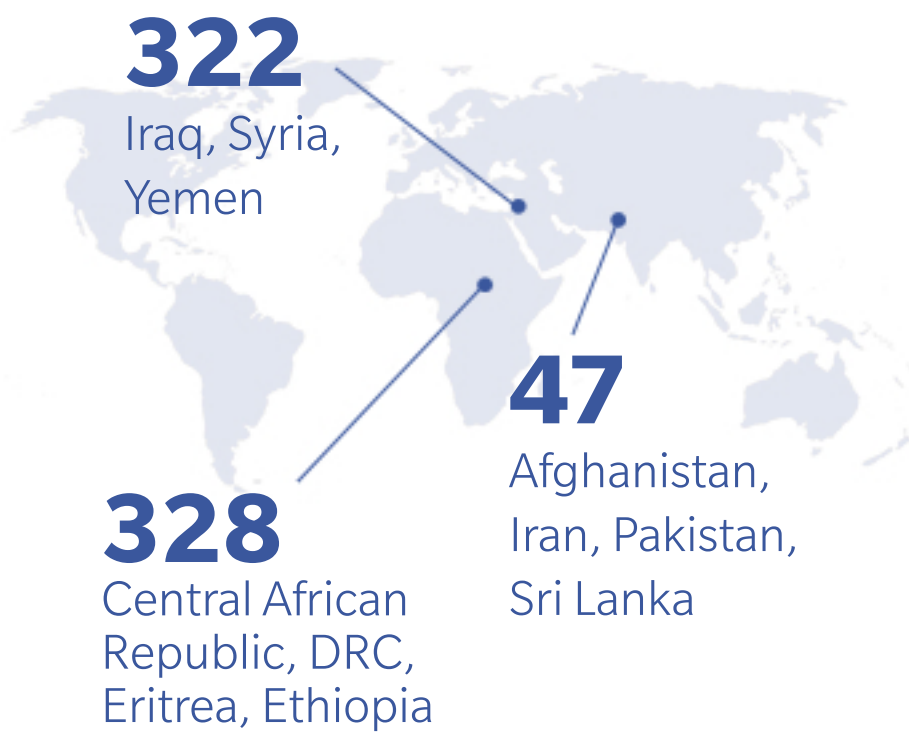 322
Iraq, Syria,
Yemen
47
Afghanistan,
Iran, Pakistan,
Sri Lanka
328
Central African
Republic, DRC,
Eritrea, Ethiopia